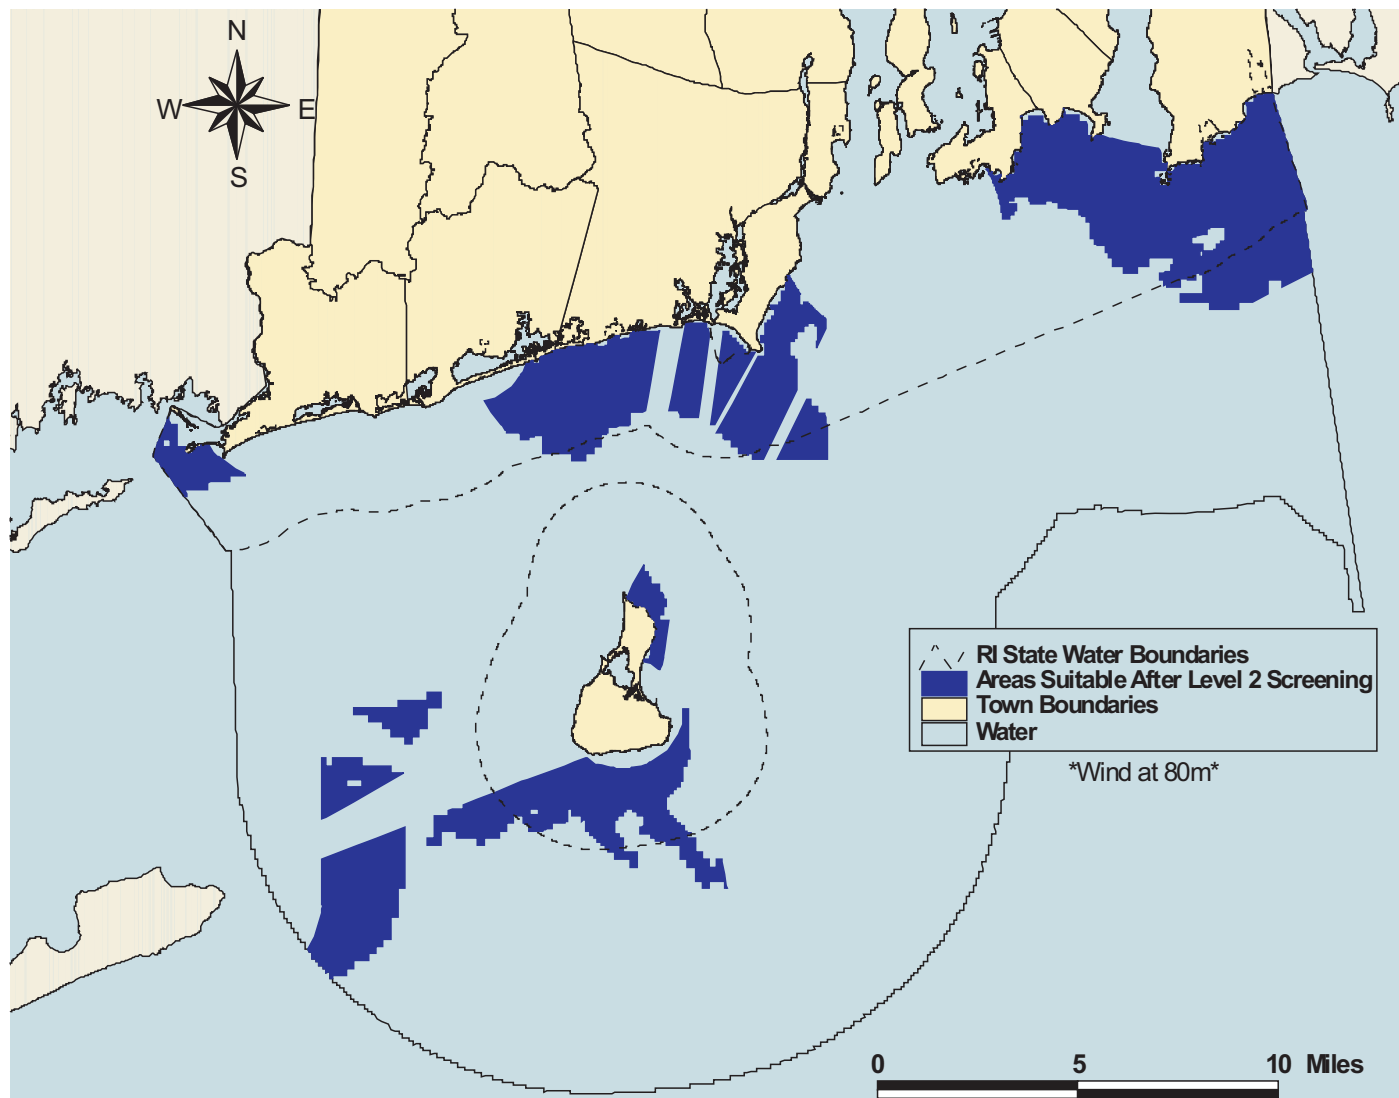 N
W E
S
RI State Water Boundaries
Areas Suitable After Level 2 Screening
Town Boundaries
Water
*Wind at 80m*
0 5 10 Miles